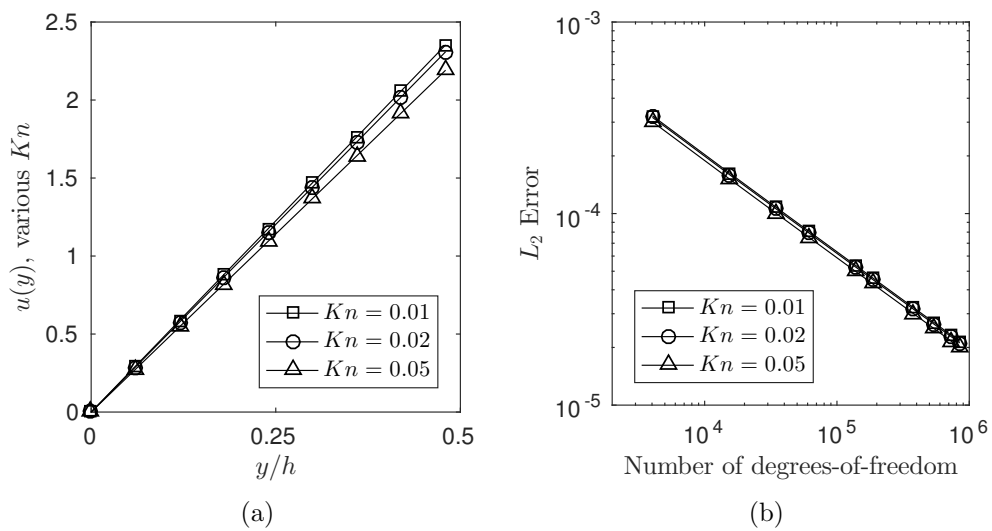 2.5
2
1.5
1
0.5
0
0
0.25
0.5
u(y), various Kn
y/h
Kn = 0.01
Kn = 0.02
Kn = 0.05
(a)
10^-3
10^-4
10^-5
10^4
10^5
10^6
L_2 Error
Number of degrees-of-freedom
Kn = 0.01
Kn = 0.02
Kn = 0.05
(b)